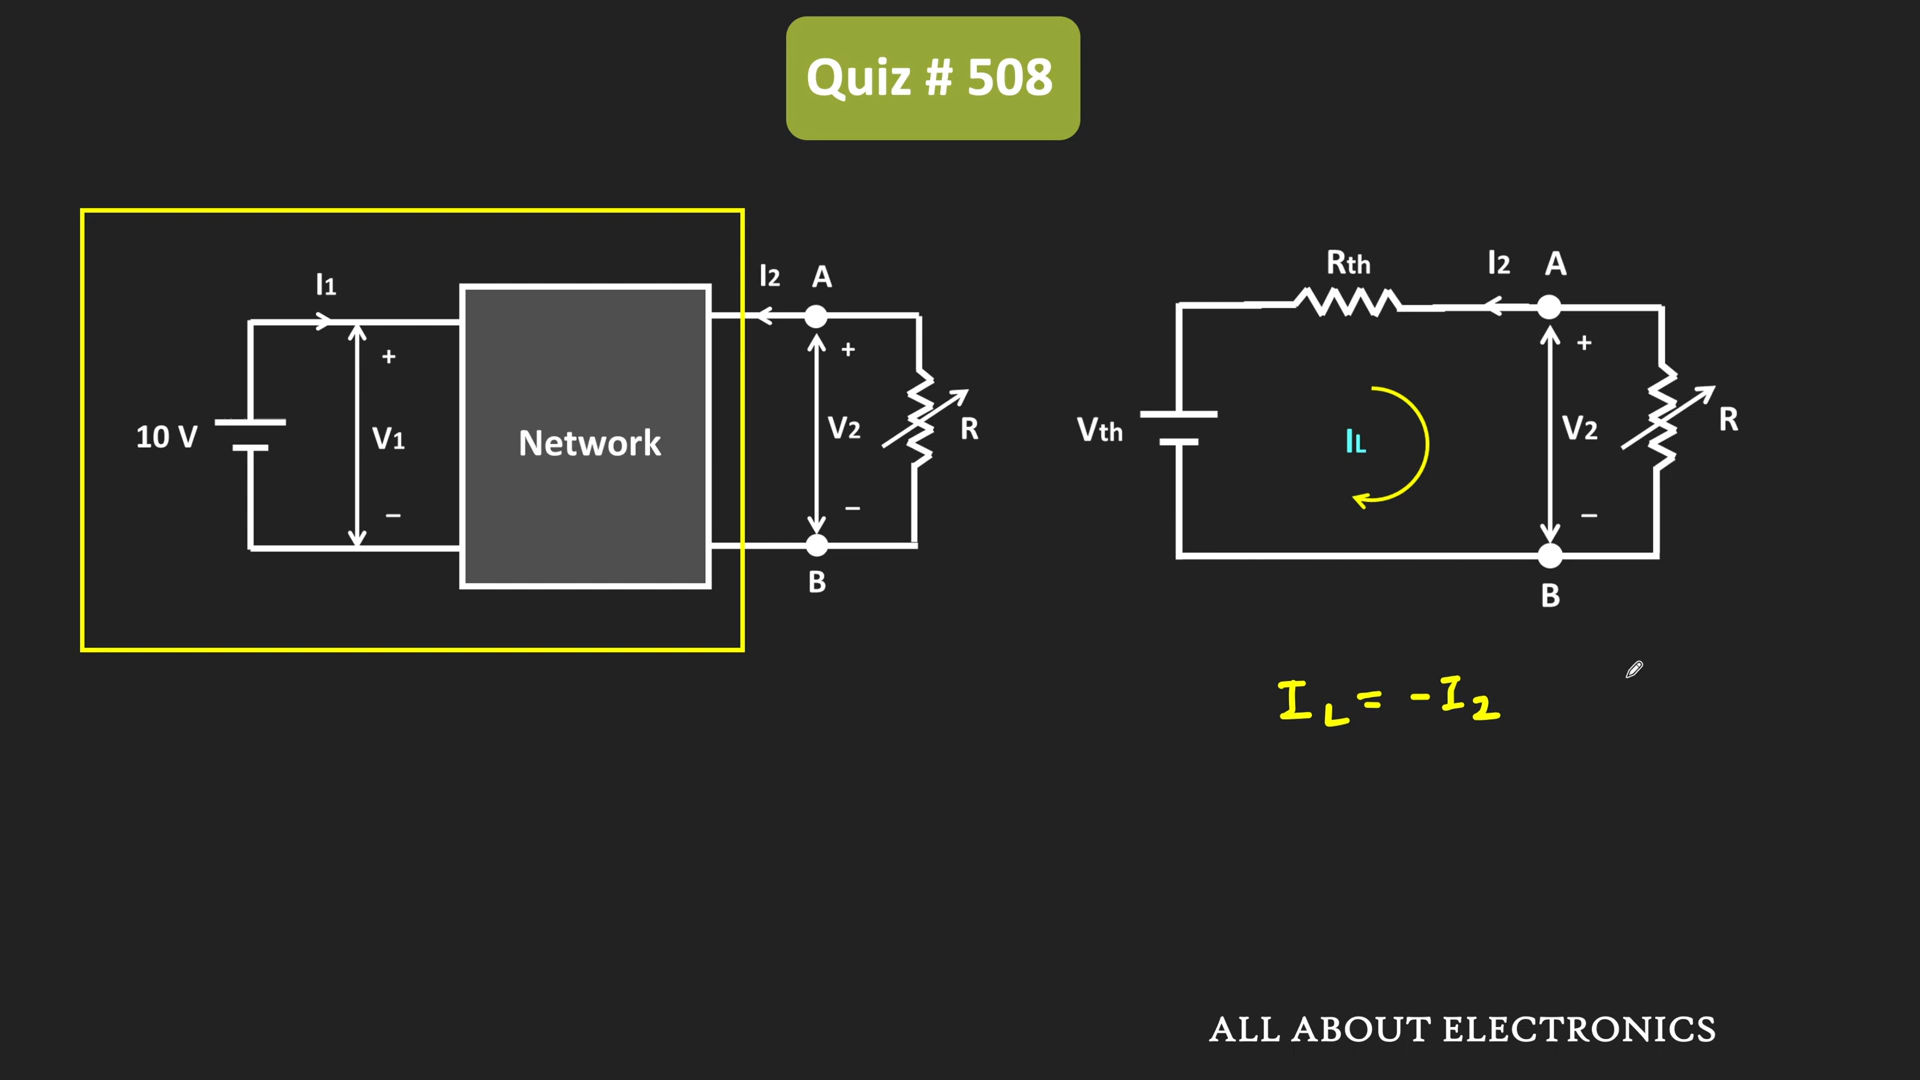 Quiz # 508
I1
+
10 V
V1
–
Network
I2
A
+
V2
R
–
B
Rth
I2
A
+
Vth
IL
V2
R
–
B
IL = -I2
ALL ABOUT ELECTRONICS